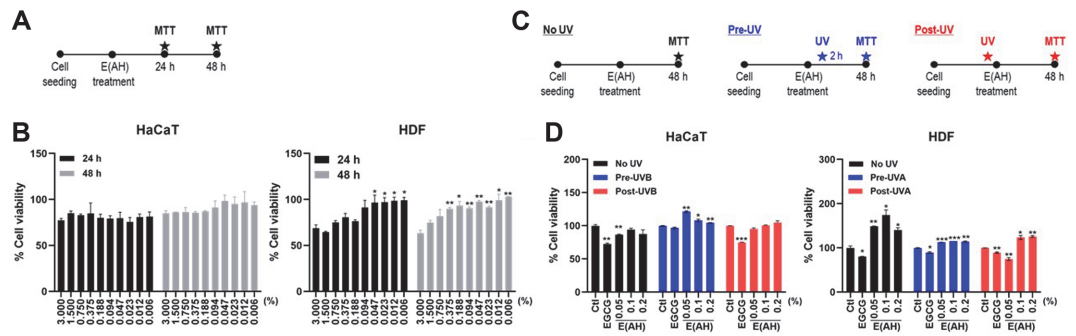 A
MTT MTT
Cell seeding
E(AH) treatment
24 h
48 h
B
HaCaT
% Cell viability
150
100
50
0
24 h
48 h
3.000 1.500 0.750 0.375 0.188 0.094 0.047 0.023 0.012 0.006 3.000 1.500 0.750 0.375 0.188 0.094 0.047 0.023 0.012 0.006
HDF
% Cell viability
150
100
50
0
24 h
48 h
* * * * ** * ** ** ** * **
3.000 1.500 0.750 0.375 0.188 0.094 0.047 0.023 0.012 0.006 3.000 1.500 0.750 0.375 0.188 0.094 0.047 0.023 0.012 0.006 (%)
C
No UV
MTT
Cell seeding
E(AH) treatment
48 h
Pre-UV
UV MTT
2 h
Cell seeding
E(AH) treatment
48 h
Post-UV
UV MTT
Cell seeding
E(AH) treatment
48 h
D
HaCaT
% Cell viability
200
150
100
50
0
No UV
Pre-UVB
Post-UVB
** ** ** * ** ***
Ctl EGCG 0.05 0.1 0.2 Ctl EGCG 0.05 0.1 0.2 Ctl EGCG 0.05 0.1 0.2 (%)
E(AH) E(AH) E(AH)
HDF
% Cell viability
300
200
100
0
No UV
Pre-UVA
Post-UVA
* ** * * * *** *** ** ** ** * **
Ctl EGCG 0.05 0.1 0.2 Ctl EGCG 0.05 0.1 0.2 Ctl EGCG 0.05 0.1 0.2 (%)
E(AH) E(AH) E(AH)